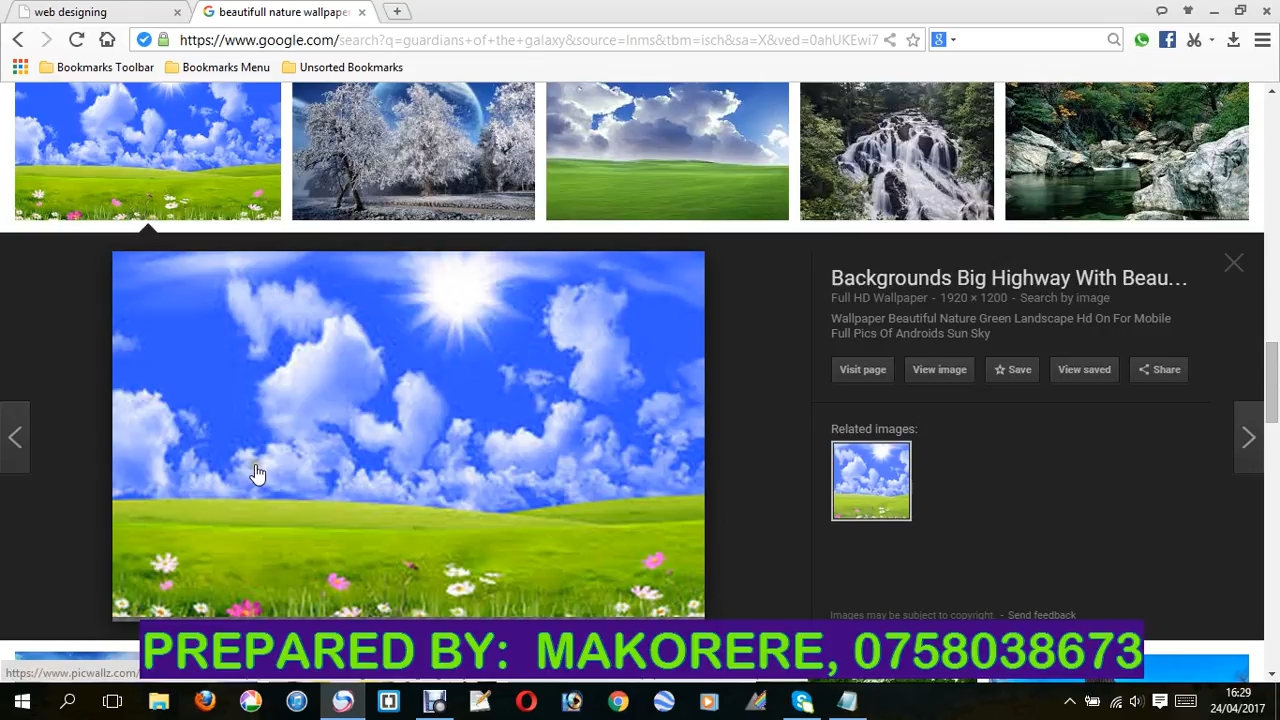 web designing
beautifull nature wallpaper
https://www.google.com/search?q=guardians+of+the+galaxy&source=lnms&tbm=isch&sa=X&ved=0ahUKEwi7
Bookmarks Toolbar
Bookmarks Menu
Unsorted Bookmarks
Backgrounds Big Highway With Beau...
Full HD Wallpaper - 1920 × 1200 - Search by image
Wallpaper Beautiful Nature Green Landscape Hd On For Mobile
Full Pics Of Androids Sun Sky
Visit page
View image
Save
View saved
Share
Related images:
Images may be subject to copyright. - Send feedback
PREPARED BY: MAKORERE, 0758038673
https://www.picwallz.com/
16:29
24/04/2017